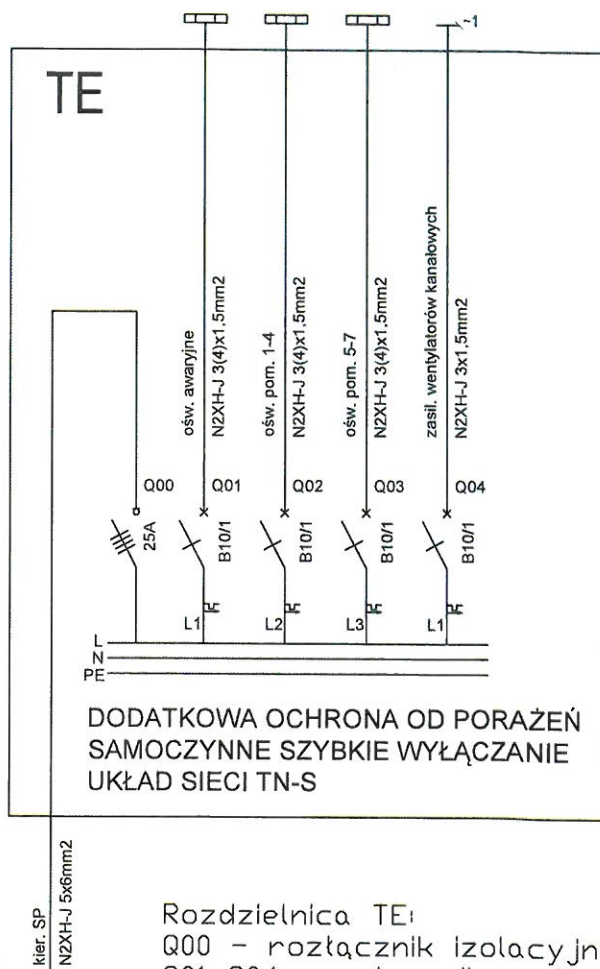 ~1
TE
ośw. awaryjne
N2XH-J 3(4)x1,5mm2
ośw. pom. 1-4
N2XH-J 3(4)x1,5mm2
ośw. pom. 5-7
N2XH-J 3(4)x1,5mm2
zasil. wentylatorów kanałowych
N2XH-J 3x1,5mm2
Q00
Q01
Q02
Q03
Q04
25A
B10/1
B10/1
B10/1
B10/1
L1
L2
L3
L1
L
N
PE
DODATKOWA OCHRONA OD PORAŻEŃ
SAMOCZYNNE SZYBKIE WYŁĄCZANIE
UKŁAD SIECI TN-S
kier. SP
N2XH-J 5x6mm2
Rozdzielnica TE:
Q00 - rozłącznik izolacyjn